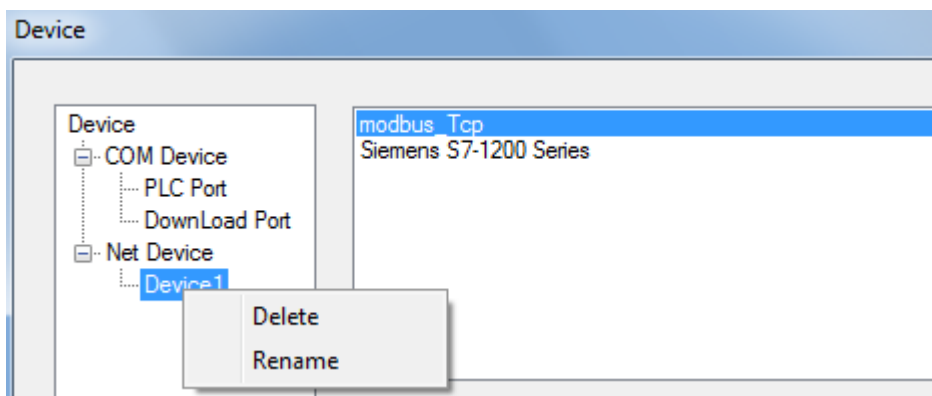 Device
Device
COM Device
PLC Port
DownLoad Port
Net Device
Device1
Delete
Rename
modbus_Tcp
Siemens S7-1200 Series